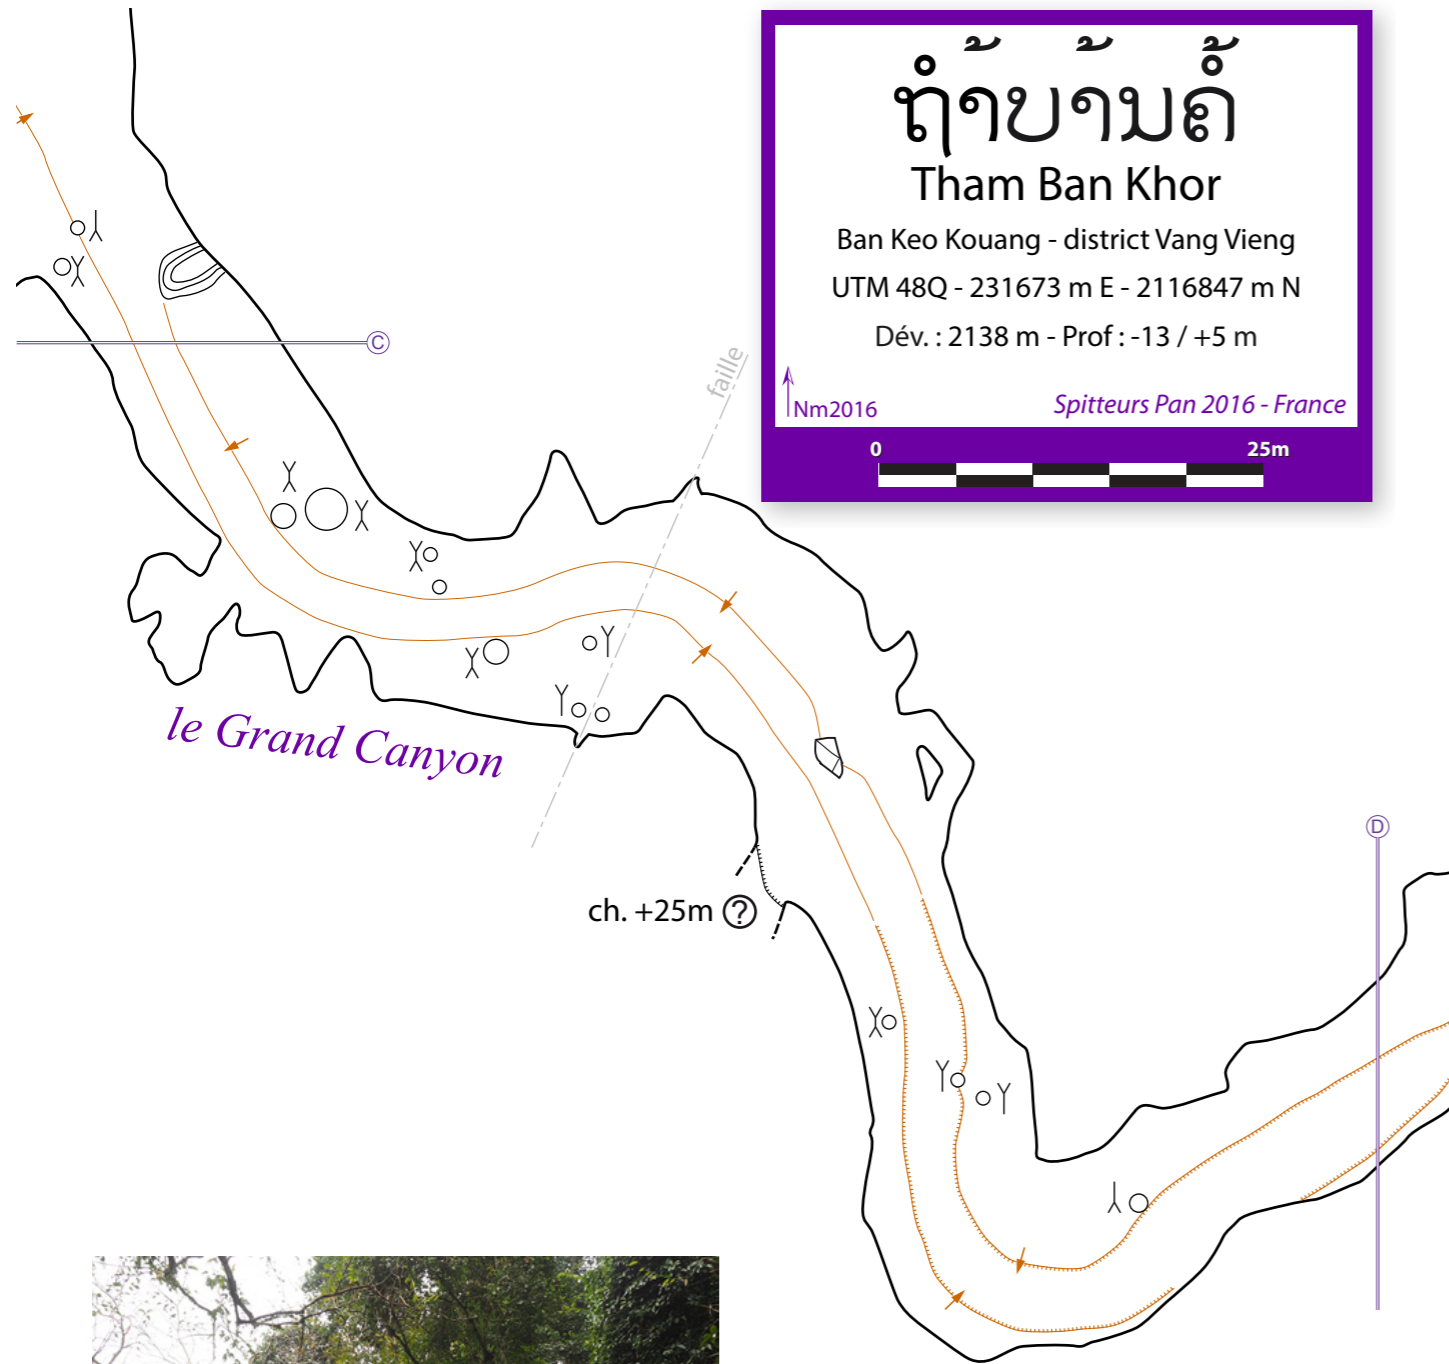 ຖ້ຳບ້ານຄໍ້
Tham Ban Khor
Ban Keo Kouang - district Vang Vieng
UTM 48Q - 231673 m E - 2116847 m N
Dév. : 2138 m - Prof : -13 / +5 m
Nm2016
Spitteurs Pan 2016 - France
0 25m
C
faille
le Grand Canyon
D
ch. +25m ?